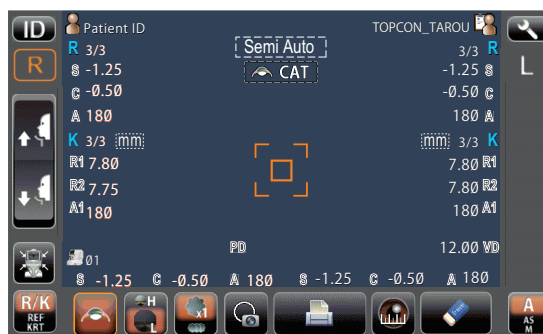 ID Patient ID TOPCON_TAROU
R R 3/3 Semi Auto 3/3 R L
S -1.25 CAT -1.25 S
C -0.50 -0.50 C
A 180 180 A
K 3/3 mm mm 3/3 K
R1 7.80 7.80 R1
R2 7.75 7.80 R2
A1 180 180 A1
PD 12.00 VD
01
S -1.25 C -0.50 A 180 S -1.25 C -0.50 A 180
R/K REF KRT H L x1 A AS M